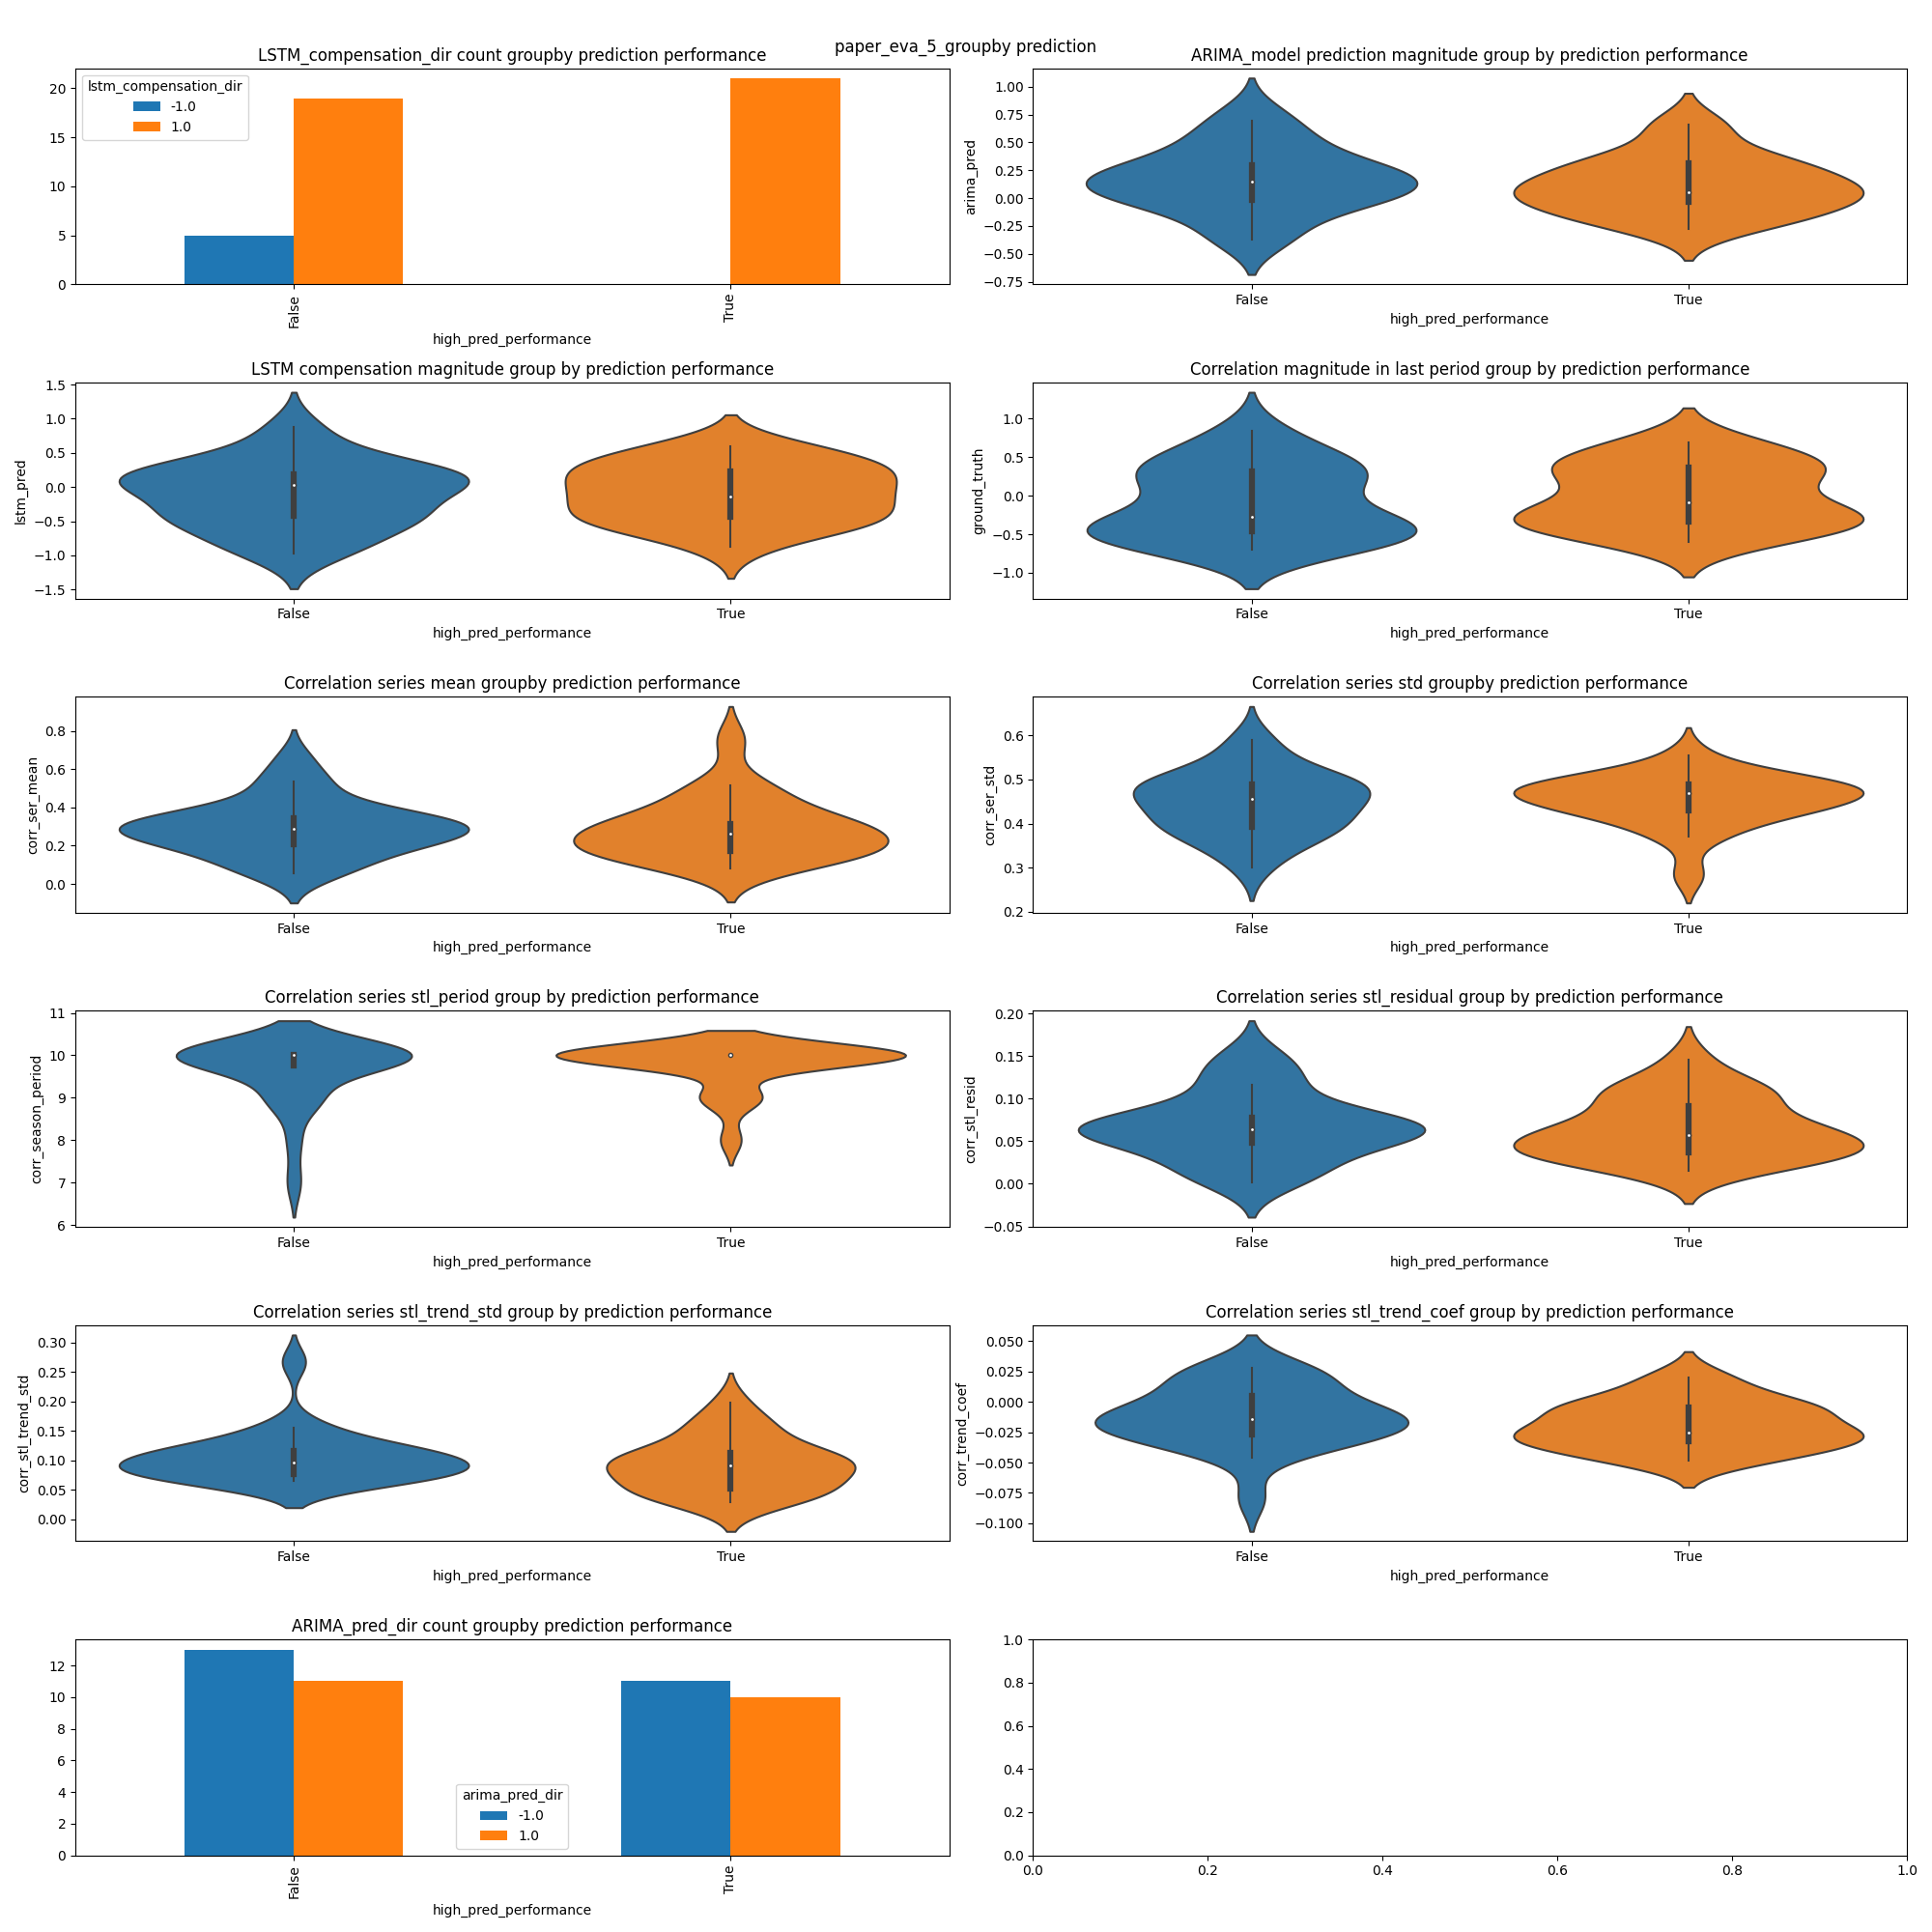 paper_eva_5_groupby prediction
LSTM_compensation_dir count groupby prediction performance
lstm_compensation_dir
-1.0
1.0
20
15
10
5
0
False
True
high_pred_performance
ARIMA_model prediction magnitude group by prediction performance
arima_pred
1.00
0.75
0.50
0.25
0.00
−0.25
−0.50
−0.75
False
True
high_pred_performance
LSTM compensation magnitude group by prediction performance
lstm_pred
1.5
1.0
0.5
0.0
−0.5
−1.0
−1.5
False
True
high_pred_performance
Correlation magnitude in last period group by prediction performance
ground_truth
1.0
0.5
0.0
−0.5
−1.0
False
True
high_pred_performance
Correlation series mean groupby prediction performance
corr_ser_mean
0.8
0.6
0.4
0.2
0.0
False
True
high_pred_performance
Correlation series std groupby prediction performance
corr_ser_std
0.6
0.5
0.4
0.3
0.2
False
True
high_pred_performance
Correlation series stl_period group by prediction performance
corr_season_period
11
10
9
8
7
6
False
True
high_pred_performance
Correlation series stl_residual group by prediction performance
corr_stl_resid
0.20
0.15
0.10
0.05
0.00
−0.05
False
True
high_pred_performance
Correlation series stl_trend_std group by prediction performance
corr_stl_trend_std
0.30
0.25
0.20
0.15
0.10
0.05
0.00
False
True
high_pred_performance
Correlation series stl_trend_coef group by prediction performance
corr_trend_coef
0.050
0.025
0.000
−0.025
−0.050
−0.075
−0.100
False
True
high_pred_performance
ARIMA_pred_dir count groupby prediction performance
12
10
8
6
4
2
0
arima_pred_dir
-1.0
1.0
False
True
high_pred_performance
1.0
0.8
0.6
0.4
0.2
0.0
0.0
0.2
0.4
0.6
0.8
1.0